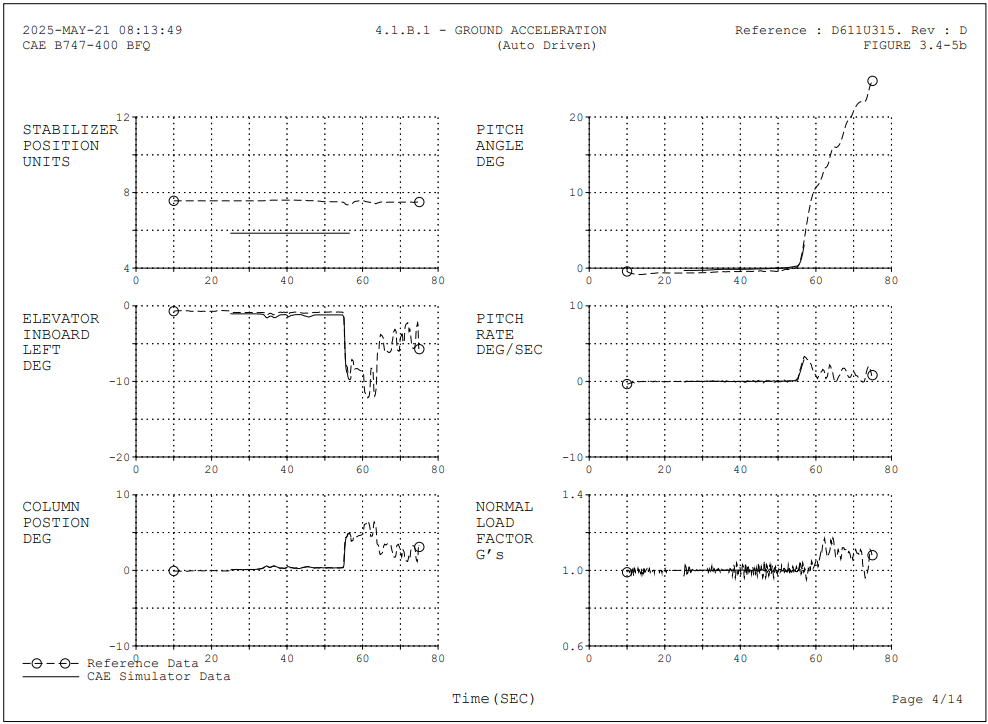 2025-MAY-21 08:13:49
4.1.B.1 - GROUND ACCELERATION
Reference : D611U315. Rev : D
CAE B747-400 BFQ
(Auto Driven)
FIGURE 3.4-5b
STABILIZER
POSITION
UNITS
12
8
4
0 20 40 60 80
PITCH
ANGLE
DEG
20
10
0
0 20 40 60 80
ELEVATOR
INBOARD
LEFT
DEG
0
-10
-20
0 20 40 60 80
PITCH
RATE
DEG/SEC
10
0
-10
0 20 40 60 80
COLUMN
POSTION
DEG
10
0
-10
0 20 40 60 80
NORMAL
LOAD
FACTOR
G's
1.4
1.0
0.6
0 20 40 60 80
Reference Data
CAE Simulator Data
Time(SEC)
Page 4/14